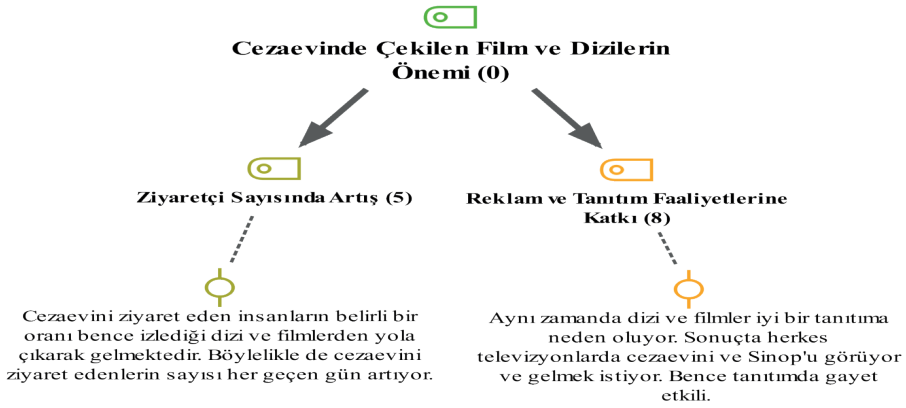 Cezaevinde Çekilen Film ve Dizilerin
Önemi (0)
Ziyaretçi Sayısında Artış (5)
Reklam ve Tanıtım Faaliyetlerine
Katkı (8)
Cezaevini ziyaret eden insanların belirli bir
oranı bence izlediği dizi ve filmlerden yola
çıkarak gelmektedir. Böylelikle de cezaevini
ziyaret edenlerin sayısı her geçen gün artıyor.
Aynı zamanda dizi ve filmler iyi bir tanıtıma
neden oluyor. Sonuçta herkes
televizyonlarda cezaevini ve Sinop'u görüyor
ve gelmek istiyor. Bence tanıtımda gayet
etkili.